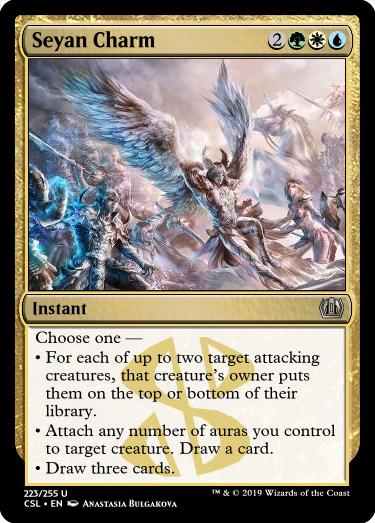 Seyan Charm 2
Instant
Choose one —
• For each of up to two target attacking
creatures, that creature's owner puts
them on the top or bottom of their
library.
• Attach any number of auras you control
to target creature. Draw a card.
• Draw three cards.
223/255 U
CSL • EN Anastasia Bulgakova
™ & © 2019 Wizards of the Coast